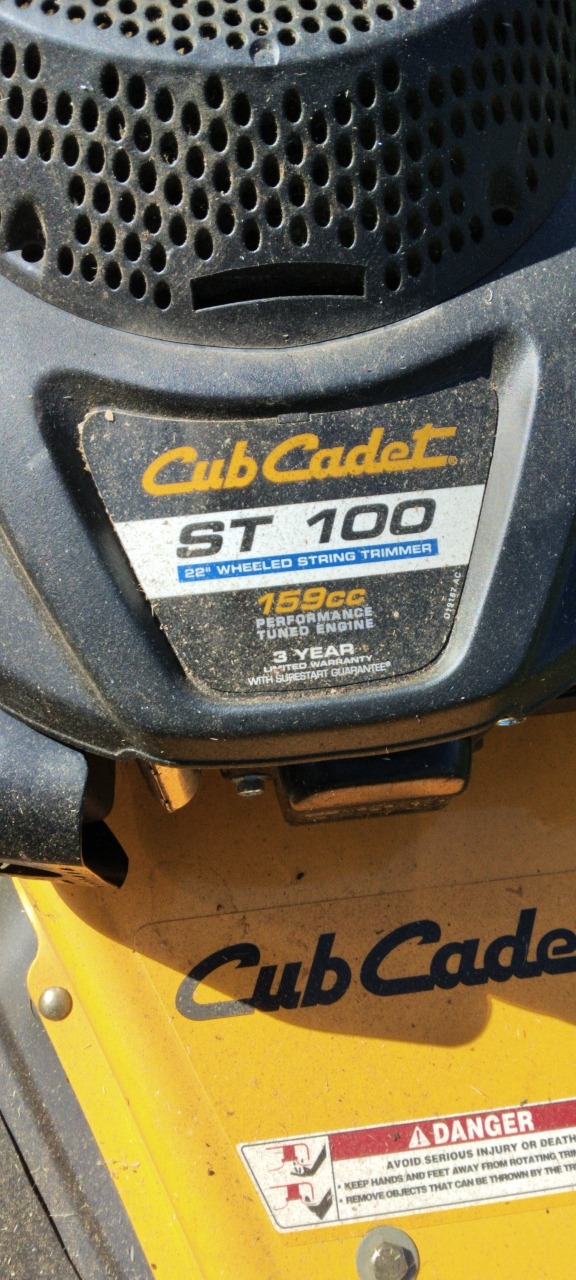 Cub Cadet®
ST 100
22" WHEELED STRING TRIMMER
159cc
PERFORMANCE
TUNED ENGINE
3 YEAR
LIMITED WARRANTY
WITH SURESTART GUARANTEE®
Cub Cade
DANGER
AVOID SERIOUS INJURY OR DEATH
• KEEP HANDS AND FEET AWAY FROM ROTATING TRI
• REMOVE OBJECTS THAT CAN BE THROWN BY THE TR